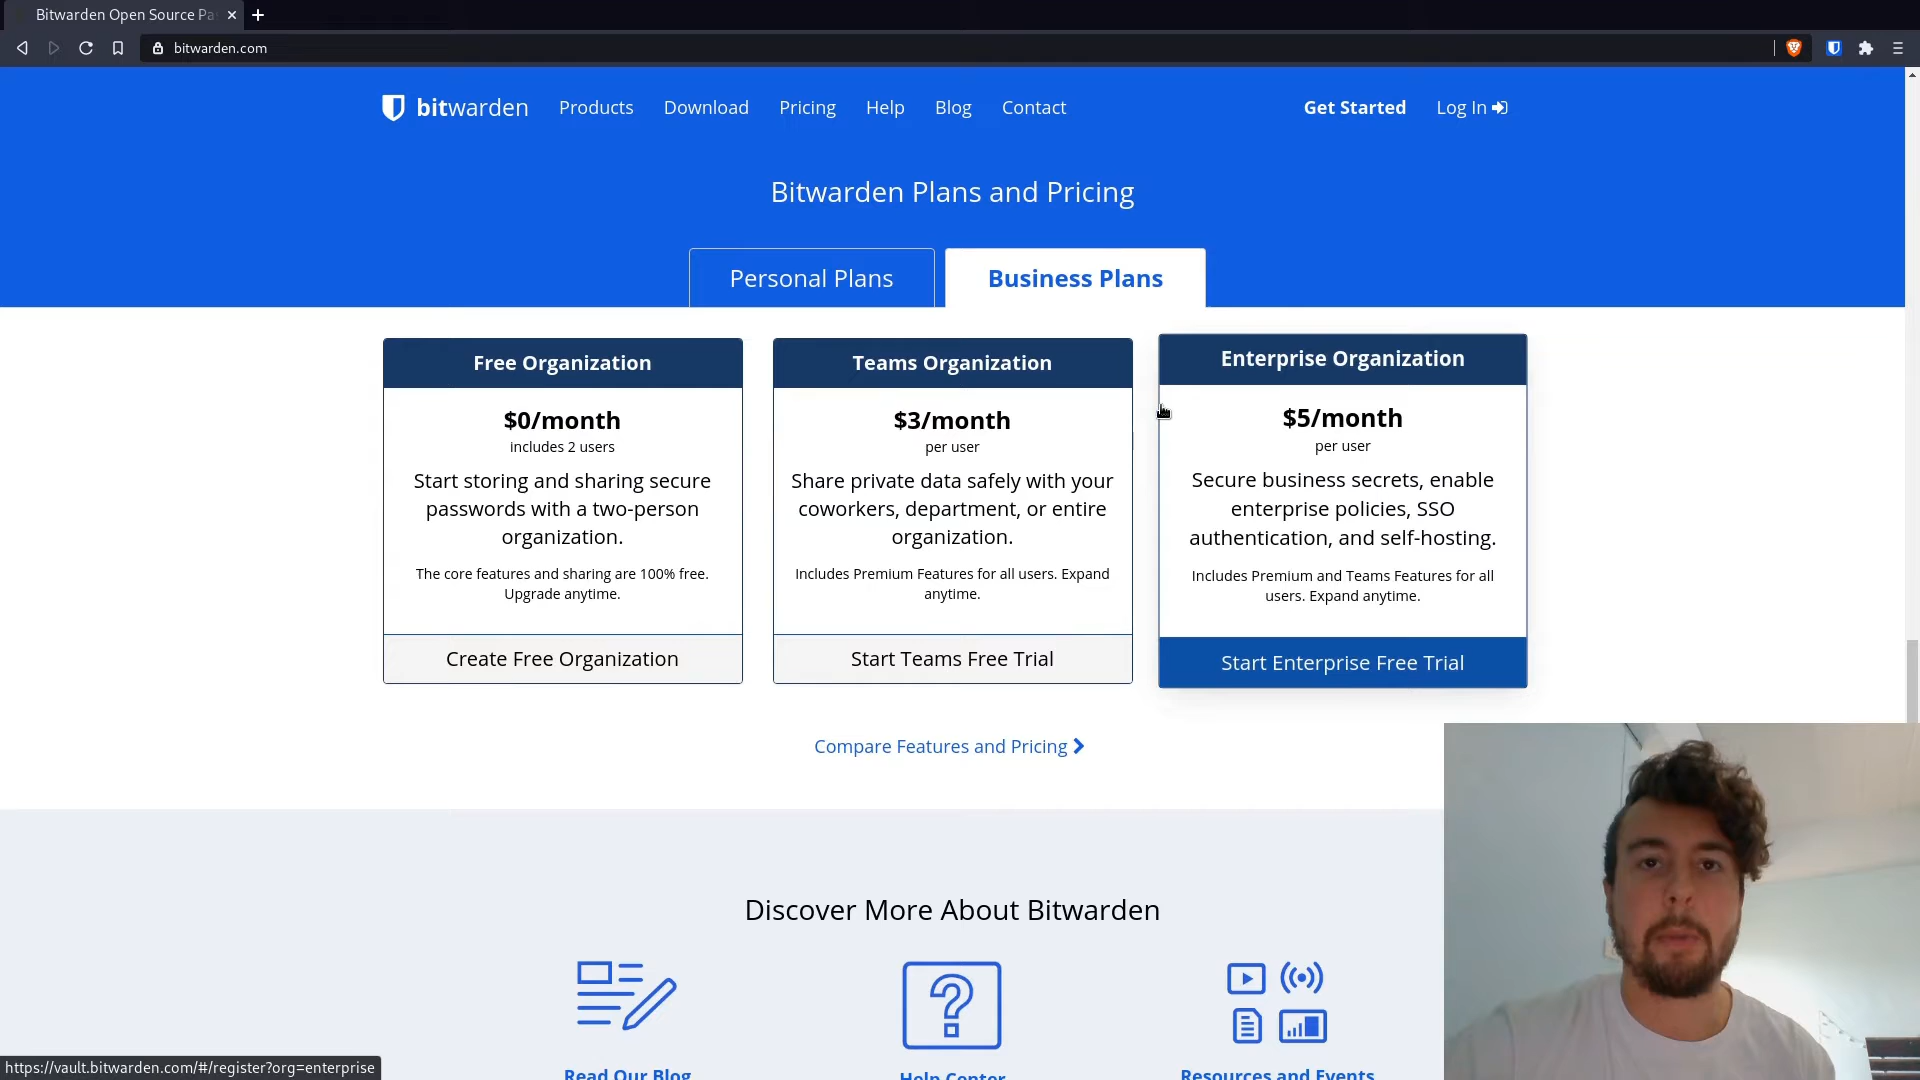 Bitwarden Open Source Pa
bitwarden.com
bitwarden
Products
Download
Pricing
Help
Blog
Contact
Get Started
Log In
Bitwarden Plans and Pricing
Personal Plans
Business Plans
Free Organization
$0/month
includes 2 users
Start storing and sharing secure
passwords with a two-person
organization.
The core features and sharing are 100% free.
Upgrade anytime.
Create Free Organization
Teams Organization
$3/month
per user
Share private data safely with your
coworkers, department, or entire
organization.
Includes Premium Features for all users. Expand
anytime.
Start Teams Free Trial
Enterprise Organization
$5/month
per user
Secure business secrets, enable
enterprise policies, SSO
authentication, and self-hosting.
Includes Premium and Teams Features for all
users. Expand anytime.
Start Enterprise Free Trial
Compare Features and Pricing
Discover More About Bitwarden
Read Our Blog
Help Center
Resources and Events
https://vault.bitwarden.com/#/register?org=enterprise